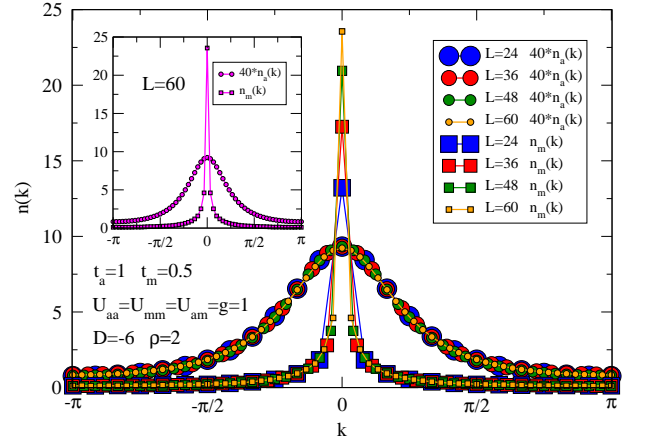 25
20
15
10
5
0
n(k)
-π
-π/2
0
π/2
π
k
25
20
15
10
5
0
-π
-π/2
0
π/2
π
L=60
40*n_a(k)
n_m(k)
L=24 40*n_a(k)
L=36 40*n_a(k)
L=48 40*n_a(k)
L=60 40*n_a(k)
L=24 n_m(k)
L=36 n_m(k)
L=48 n_m(k)
L=60 n_m(k)
t_a=1 t_m=0.5
U_aa=U_mm=U_am=g=1
D=-6 ρ=2